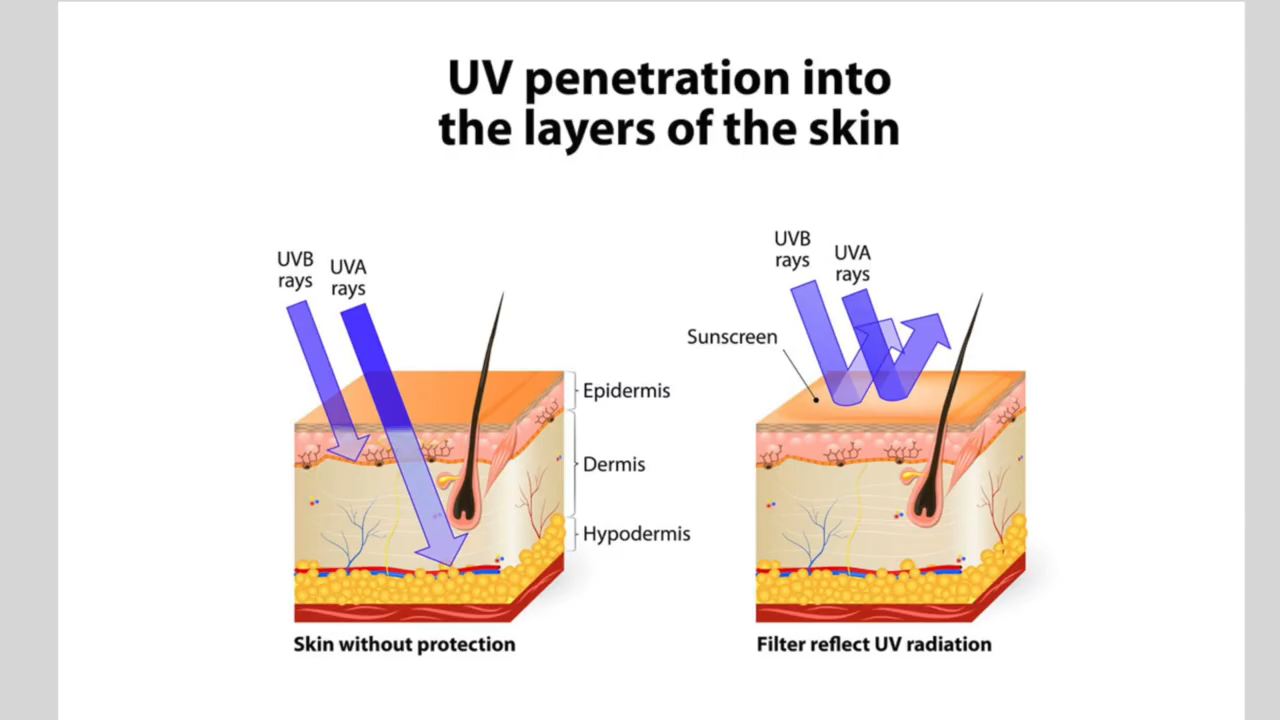 UV penetration into
the layers of the skin
UVB
rays
UVA
rays
Epidermis
Dermis
Hypodermis
Skin without protection
UVB
rays
UVA
rays
Sunscreen
Filter reflect UV radiation